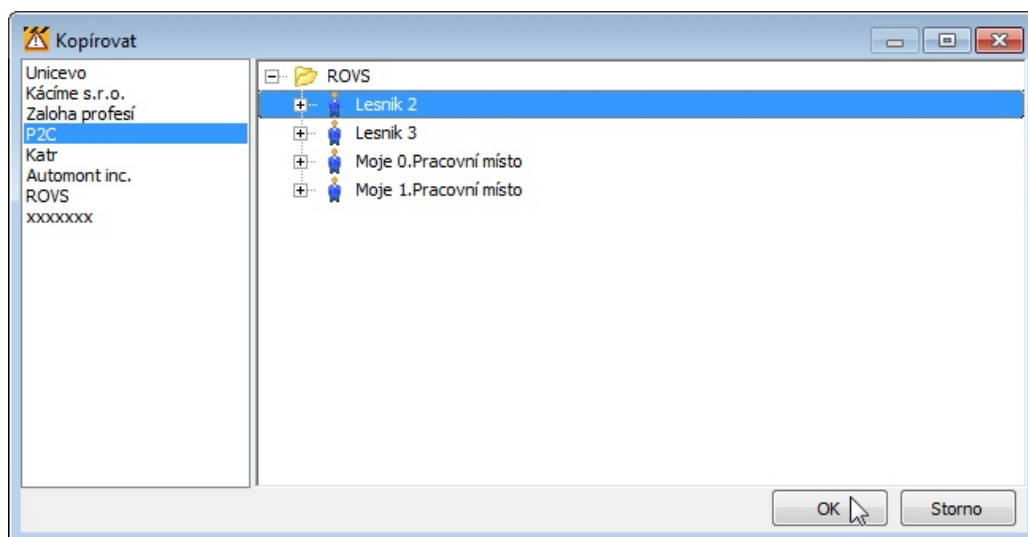 Kopírovat
Unicevo
Kácíme s.r.o.
Zaloha profesí
P2C
Katr
Automont inc.
ROVS
xxxxxxx
ROVS
Lesnik 2
Lesnik 3
Moje 0.Pracovní místo
Moje 1.Pracovní místo
OK
Storno